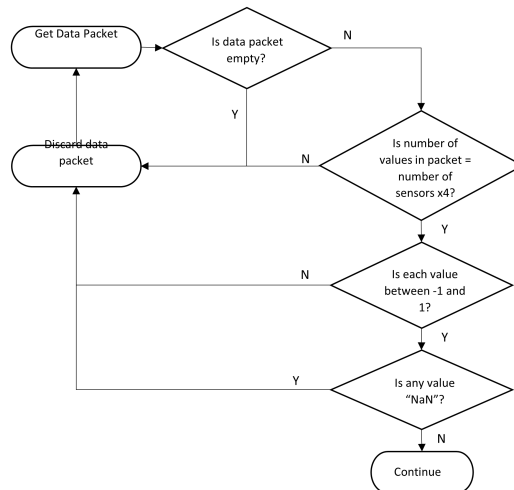 Get Data Packet
Is data packet
empty?
N
Y
Discard data
packet
N
Is number of
values in packet =
number of
sensors x4?
Y
N
Is each value
between -1 and
1?
Y
Y
Is any value
“NaN”?
N
Continue